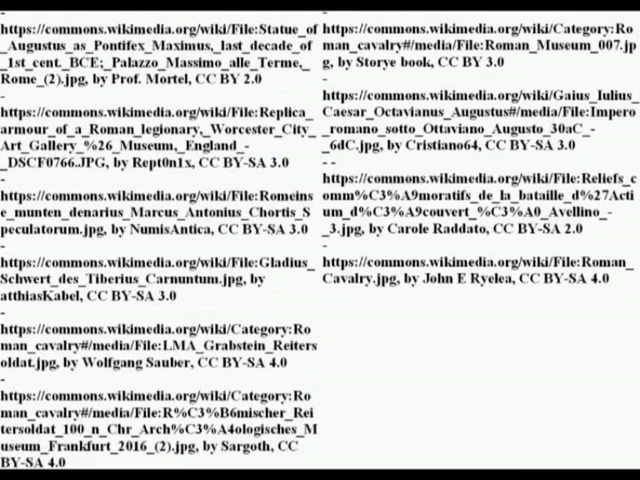 -
https://commons.wikimedia.org/wiki/File:Statue_of
_Augustus_as_Pontifex_Maximus,_last_decade_of
_1st_cent._BCE;_Palazzo_Massimo_alle_Terme,_
Rome_(2).jpg, by Prof. Mortel, CC BY 2.0
-
https://commons.wikimedia.org/wiki/File:Replica_
armour_of_a_Roman_legionary,_Worcester_City_
Art_Gallery_%26_Museum,_England_-
_DSCF0766.JPG, by Rept0n1x, CC BY-SA 3.0
-
https://commons.wikimedia.org/wiki/File:Romeins
e_munten_denarius_Marcus_Antonius_Chortis_S
peculatorum.jpg, by NumisAntica, CC BY-SA 3.0
-
https://commons.wikimedia.org/wiki/File:Gladius_
Schwert_des_Tiberius_Carnuntum.jpg, by
atthiasKabel, CC BY-SA 3.0
-
https://commons.wikimedia.org/wiki/Category:Ro
man_cavalry#/media/File:LMA_Grabstein_Reiters
oldat.jpg, by Wolfgang Sauber, CC BY-SA 4.0
-
https://commons.wikimedia.org/wiki/Category:Ro
man_cavalry#/media/File:R%C3%B6mischer_Rei
tersoldat_100_n_Chr_Arch%C3%A4ologisches_M
useum_Frankfurt_2016_(2).jpg, by Sargoth, CC
BY-SA 4.0
-
https://commons.wikimedia.org/wiki/Category:Ro
man_cavalry#/media/File:Roman_Museum_007.jp
g, by Storye book, CC BY 3.0
-
https://commons.wikimedia.org/wiki/Gaius_Iulius_
Caesar_Octavianus_Augustus#/media/File:Impero
_romano_sotto_Ottaviano_Augusto_30aC_-
_6dC.jpg, by Cristiano64, CC BY-SA 3.0
- -
https://commons.wikimedia.org/wiki/File:Reliefs_c
omm%C3%A9moratifs_de_la_bataille_d%27Acti
um_d%C3%A9couvert_%C3%A0_Avellino_-
_3.jpg, by Carole Raddato, CC BY-SA 2.0
-
https://commons.wikimedia.org/wiki/File:Roman_
Cavalry.jpg, by John E Ryelea, CC BY-SA 4.0